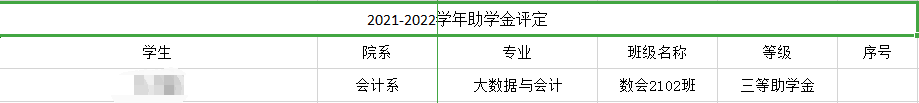 2021-2022学年助学金评定
学生 院系 专业 班级名称 等级 序号
会计系 大数据与会计 数会2102班 三等助学金